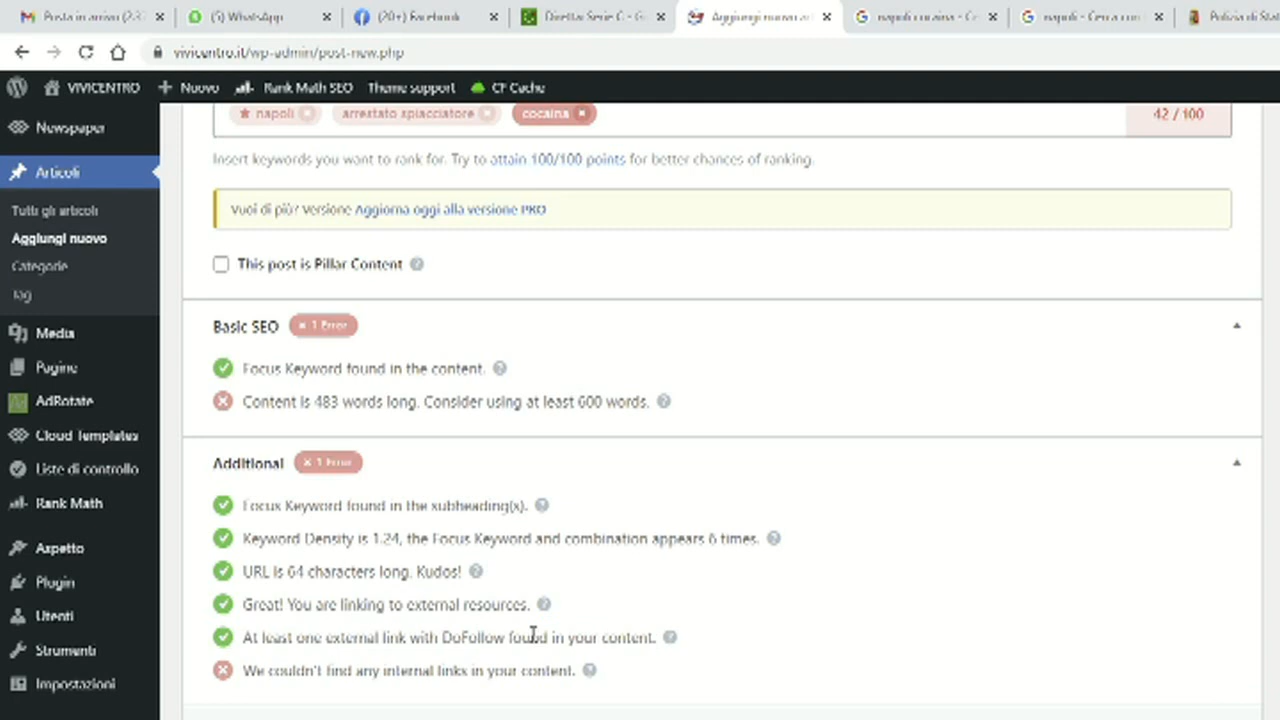 Posta in arrivo (2.3
(5) WhatsApp
(20+) Facebook
Diretta Serie C - G
Aggiungi nuovo a
napoli cocaina - Ce
napoli - Cerca con
Polizia di Stat
vivicentro.it/wp-admin/post-new.php
VIVICENTRO
Nuovo
Rank Math SEO
Theme support
CF Cache
Newspaper
Articoli
Tutti gli articoli
Aggiungi nuovo
Categorie
Tag
Media
Pagine
AdRotate
Cloud Templates
Liste di controllo
Rank Math
Aspetto
Plugin
Utenti
Strumenti
Impostazioni
napoli
arrestato spiacciatore
cocaina
42 / 100
Insert keywords you want to rank for. Try to attain 100/100 points for better chances of ranking.
Vuoi di più? Versione Aggiorna oggi alla versione PRO
This post is Pillar Content
Basic SEO
1 Error
Focus Keyword found in the content.
Content is 483 words long. Consider using at least 600 words.
Additional
1 Error
Focus Keyword found in the subheading(s).
Keyword Density is 1.24, the Focus Keyword and combination appears 6 times.
URL is 64 characters long. Kudos!
Great! You are linking to external resources.
At least one external link with DoFollow found in your content.
We couldn't find any internal links in your content.